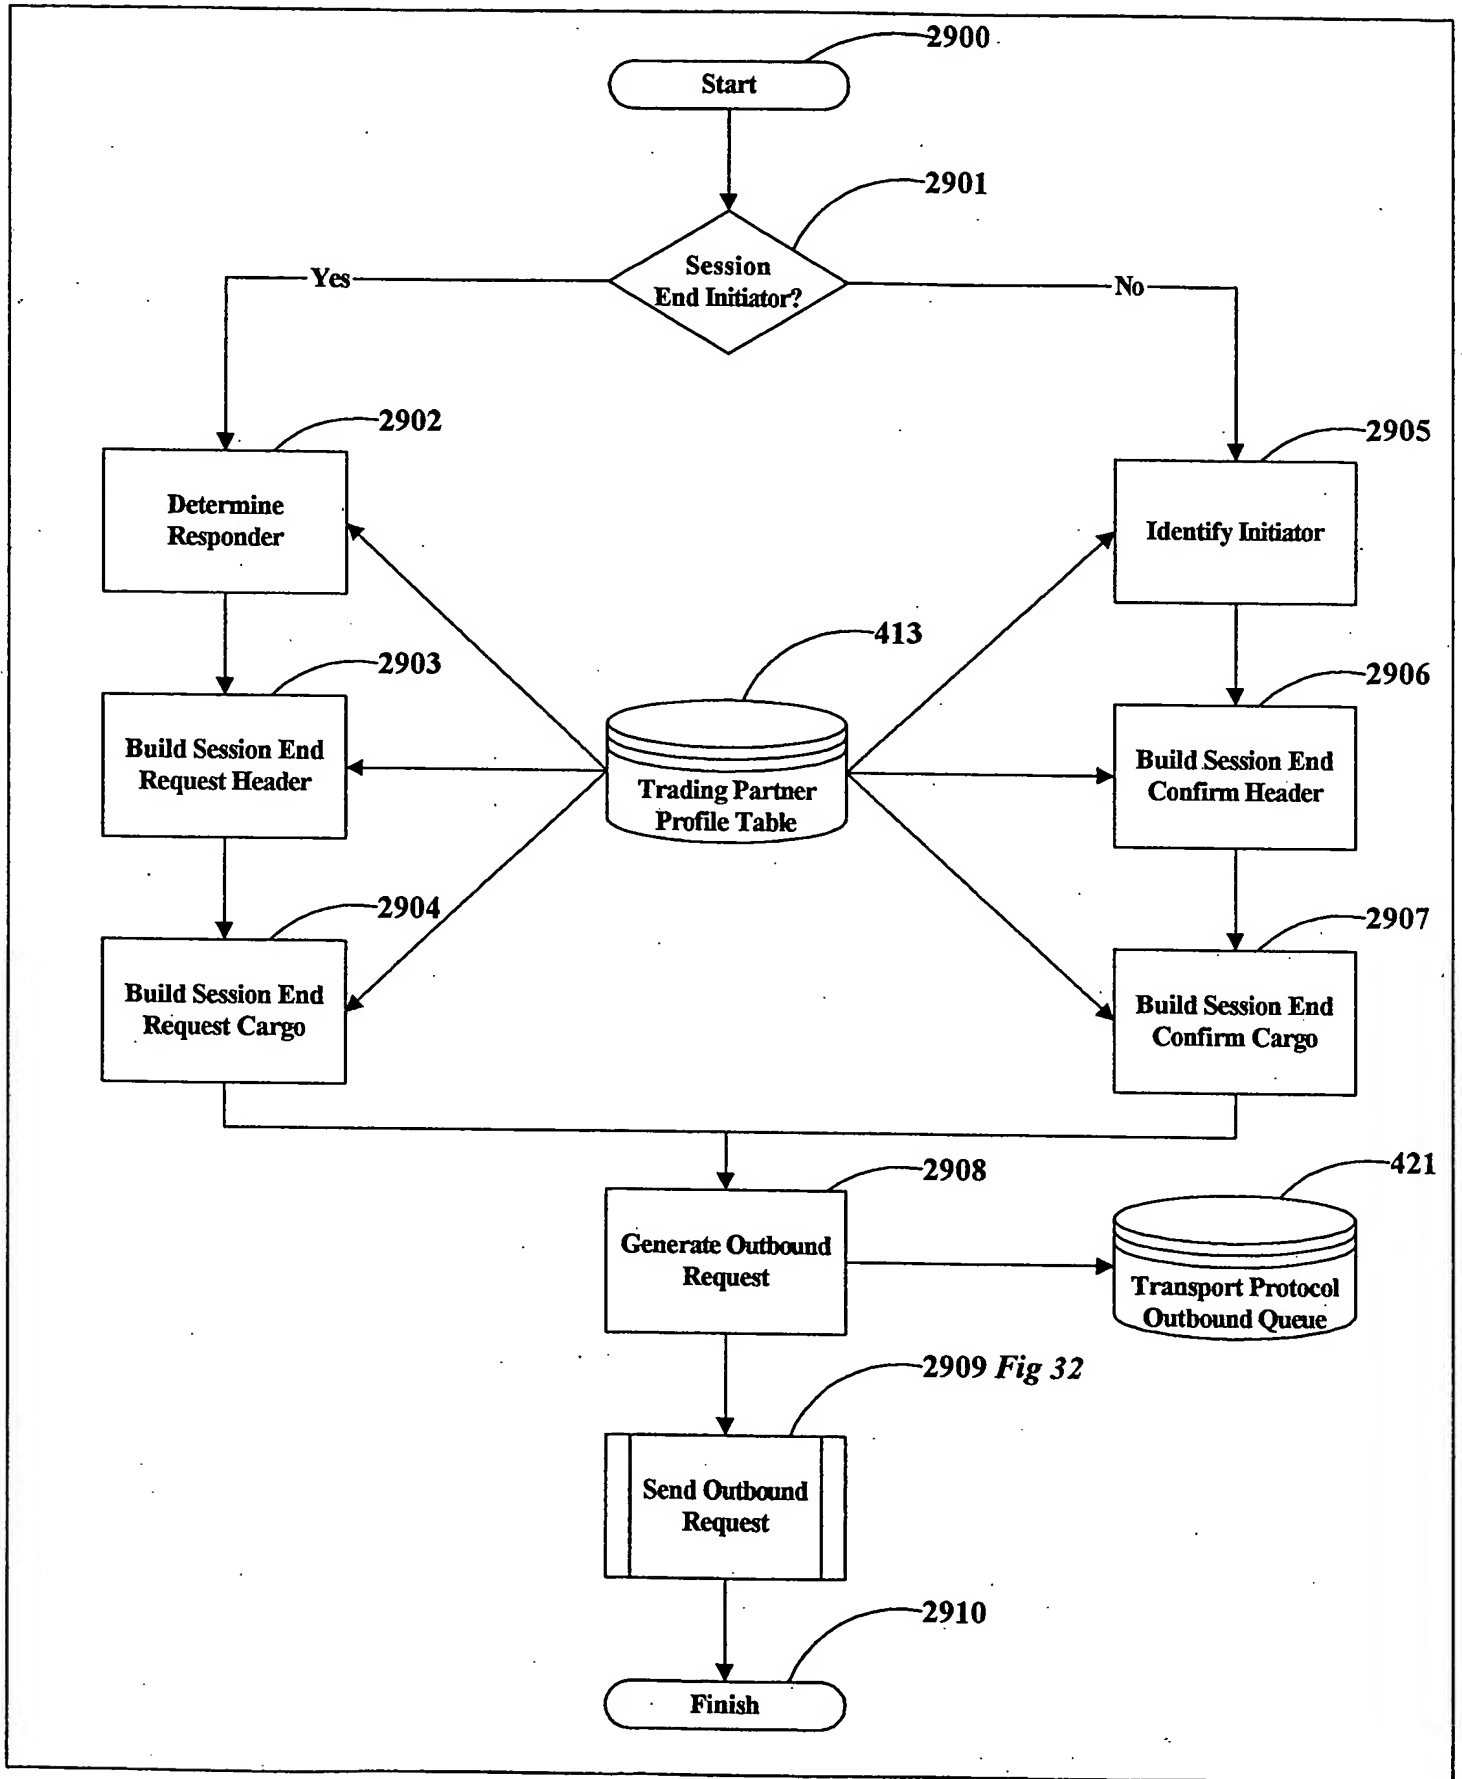 2900
Start
2901
Session
End Initiator?
Yes
No
2902
2905
Determine
Responder
Identify Initiator
413
2903
2906
Build Session End
Request Header
Trading Partner
Profile Table
Build Session End
Confirm Header
2904
2907
Build Session End
Request Cargo
Build Session End
Confirm Cargo
2908
421
Generate Outbound
Request
Transport Protocol
Outbound Queue
2909 Fig 32
Send Outbound
Request
2910
Finish